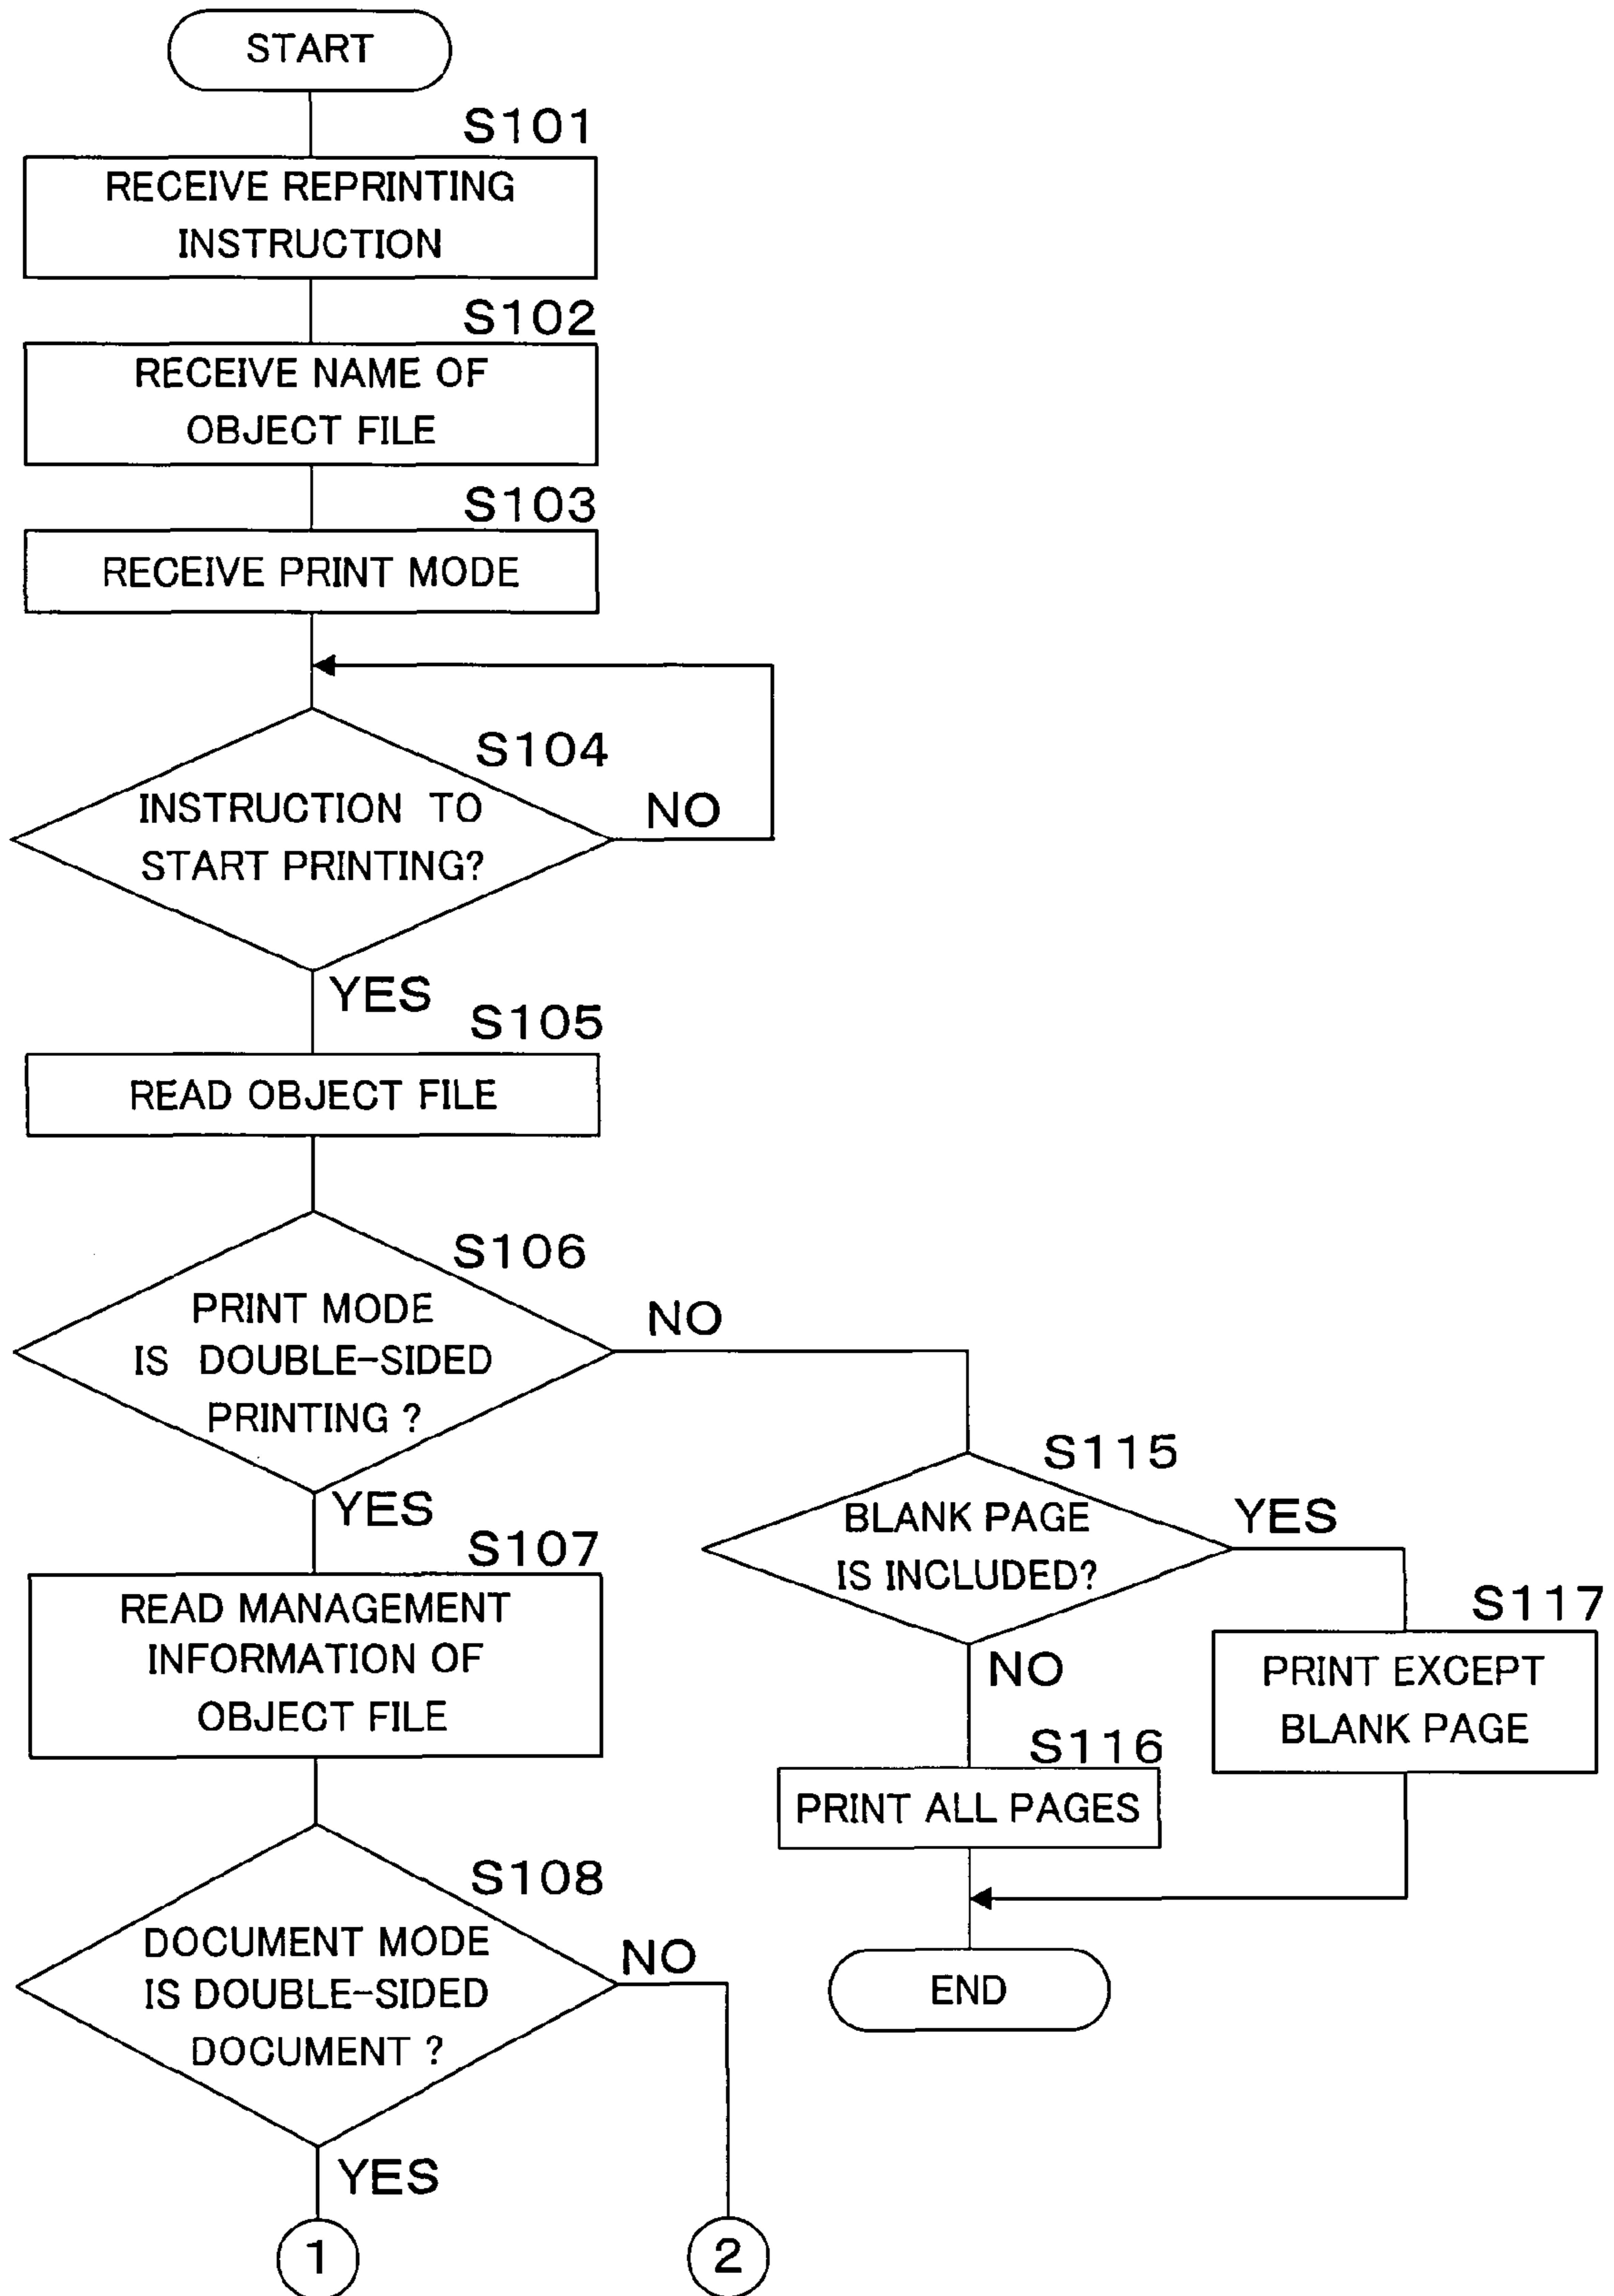 START
S101
RECEIVE REPRINTING
INSTRUCTION
S102
RECEIVE NAME OF
OBJECT FILE
S103
RECEIVE PRINT MODE
S104
INSTRUCTION TO
START PRINTING?
NO
YES
S105
READ OBJECT FILE
S106
PRINT MODE
IS DOUBLE-SIDED
PRINTING ?
NO
YES
S107
READ MANAGEMENT
INFORMATION OF
OBJECT FILE
S108
DOCUMENT MODE
IS DOUBLE-SIDED
DOCUMENT ?
NO
YES
1
2
S115
BLANK PAGE
IS INCLUDED?
YES
NO
S117
PRINT EXCEPT
BLANK PAGE
S116
PRINT ALL PAGES
END